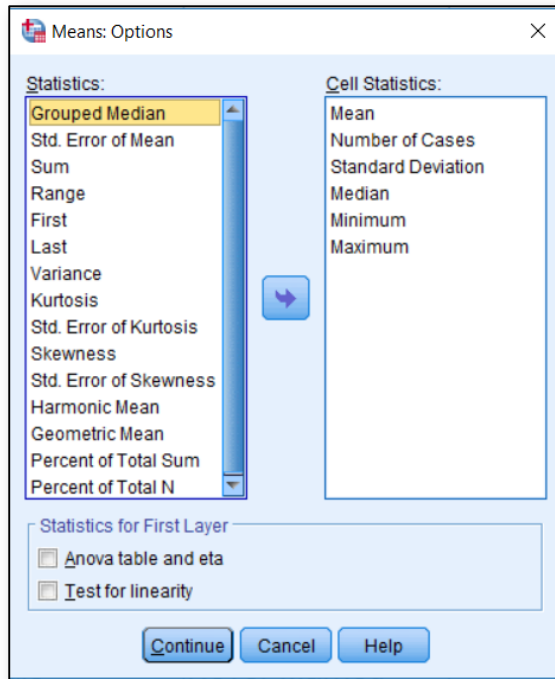 Means: Options
Statistics:
Grouped Median
Std. Error of Mean
Sum
Range
First
Last
Variance
Kurtosis
Std. Error of Kurtosis
Skewness
Std. Error of Skewness
Harmonic Mean
Geometric Mean
Percent of Total Sum
Percent of Total N
Cell Statistics:
Mean
Number of Cases
Standard Deviation
Median
Minimum
Maximum
Statistics for First Layer
Anova table and eta
Test for linearity
Continue Cancel Help